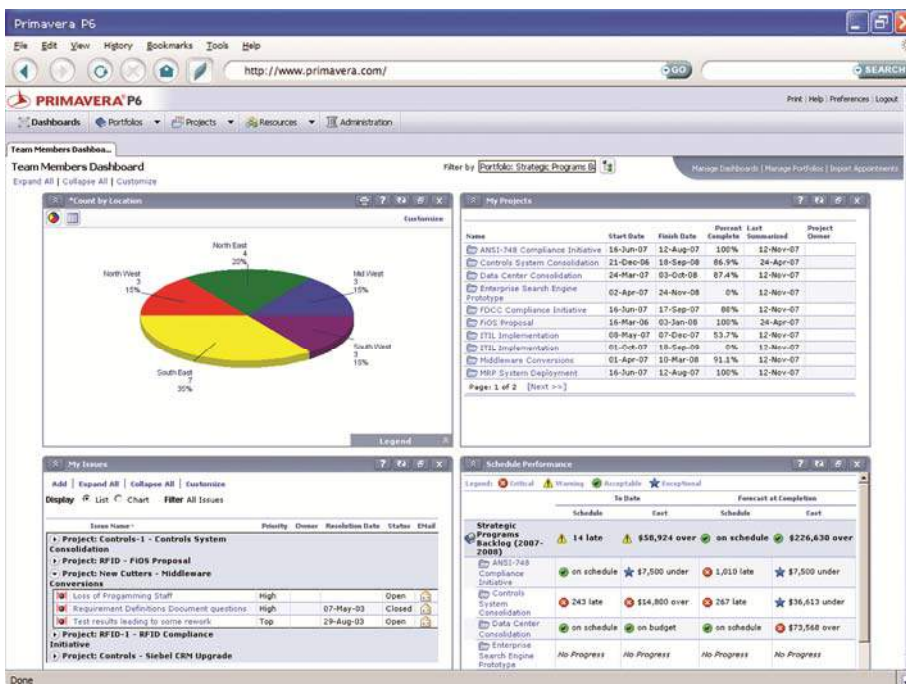 Primavera P6
File Edit View History Bookmarks Tools Help
http://www.primavera.com/ GO SEARCH
PRIMAVERA P6 Print | Help | Preferences | Logout
Dashboards Portfolios Projects Resources Administration
Team Members Dashboa...
Team Members Dashboard Filter by Portfolio: Strategic Programs & Manage Dashboards | Manage Portfolios | Import Appointments
Expand All | Collapse All | Customize
*Count by Location
Customize
North East
4
20%
North West
3
15%
Mid West
3
15%
South West
3
15%
South East
7
35%
Legend
My Projects
Name Start Date Finish Date Percent Complete Last Summarized Project Owner
ANSI-748 Compliance Initiative 16-Jun-07 12-Aug-07 100% 12-Nov-07
Controls System Consolidation 21-Dec-06 18-Sep-08 86.9% 24-Apr-07
Data Center Consolidation 24-Mar-07 03-Oct-08 87.4% 12-Nov-07
Enterprise Search Engine Prototype 02-Apr-07 24-Nov-08 0% 12-Nov-07
FDCC Compliance Initiative 16-Jun-07 17-Sep-07 88% 12-Nov-07
FiOS Proposal 16-Mar-06 03-Jan-08 100% 24-Apr-07
ITIL Implementation 08-May-07 07-Dec-07 53.7% 12-Nov-07
ITIL Implementation 01-Oct-07 18-Sep-09 0% 12-Nov-07
Middleware Conversions 01-Apr-07 10-Mar-08 91.1% 12-Nov-07
MRP System Deployment 16-Jun-07 12-Aug-07 100% 12-Nov-07
Page: 1 of 2 [Next >>]
My Issues
Add | Expand All | Collapse All | Customize
Display List Chart Filter All Issues
Issue Name Priority Owner Resolution Date Status EMail
Project: Controls-1 - Controls System
Consolidation
Project: RFID - FiOS Proposal
Project: New Cutters - Middleware
Conversions
Loss of Progamming Staff High Open
Requirement Definitions Document questions High 07-May-03 Closed
Test results leading to some rework Top 29-Aug-03 Open
Project: RFID-1 - RFID Compliance
Initiative
Project: Controls - Siebel CRM Upgrade
Schedule Performance
Legend: Critical Warning Acceptable Exceptional
To Date Forecast at Completion
Schedule Cost Schedule Cost
Strategic Programs Backlog (2007-2008) 14 late $58,924 over on schedule $226,630 over
ANSI-748 Compliance Initiative on schedule $7,500 under 1,010 late $7,500 under
Controls System Consolidation 243 late $14,800 over 267 late $36,613 under
Data Center Consolidation on schedule on budget on schedule $73,568 over
Enterprise Search Engine Prototype No Progress No Progress No Progress No Progress
Done